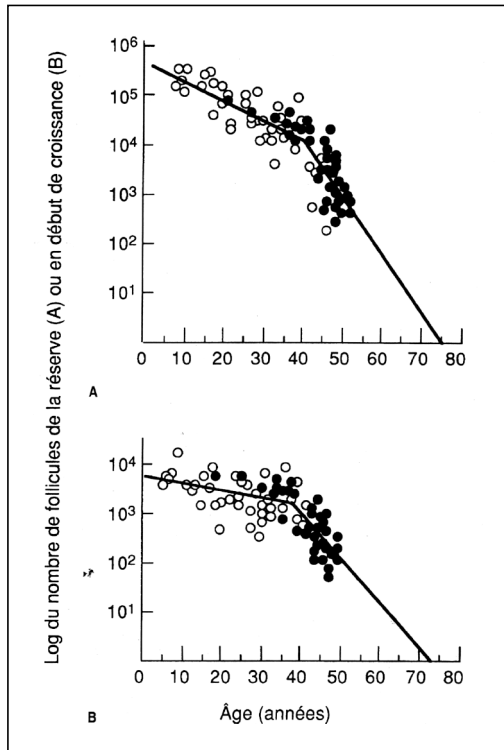 Log du nombre de follicules de la réserve (A) ou en début de croissance (B)
10⁶
10⁵
10⁴
10³
10²
10¹
0 10 20 30 40 50 60 70 80
A
10⁴
10³
10²
10¹
0 10 20 30 40 50 60 70 80
B Âge (années)